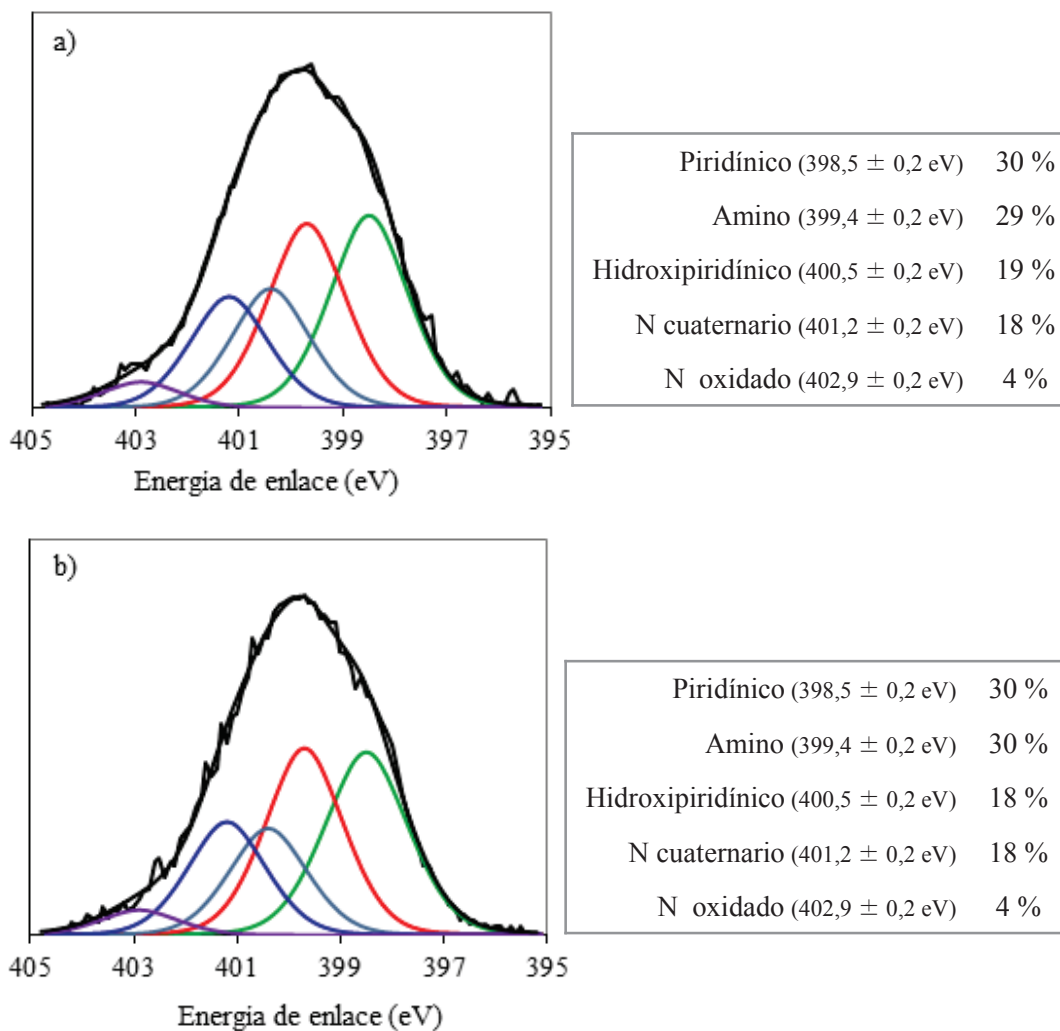 a)
Piridínico (398,5 ± 0,2 eV) 30 %
Amino (399,4 ± 0,2 eV) 29 %
Hidroxipiridínico (400,5 ± 0,2 eV) 19 %
N cuaternario (401,2 ± 0,2 eV) 18 %
N oxidado (402,9 ± 0,2 eV) 4 %
405 403 401 399 397 395
Energia de enlace (eV)
b)
Piridínico (398,5 ± 0,2 eV) 30 %
Amino (399,4 ± 0,2 eV) 30 %
Hidroxipiridínico (400,5 ± 0,2 eV) 18 %
N cuaternario (401,2 ± 0,2 eV) 18 %
N oxidado (402,9 ± 0,2 eV) 4 %
405 403 401 399 397 395
Energia de enlace (eV)